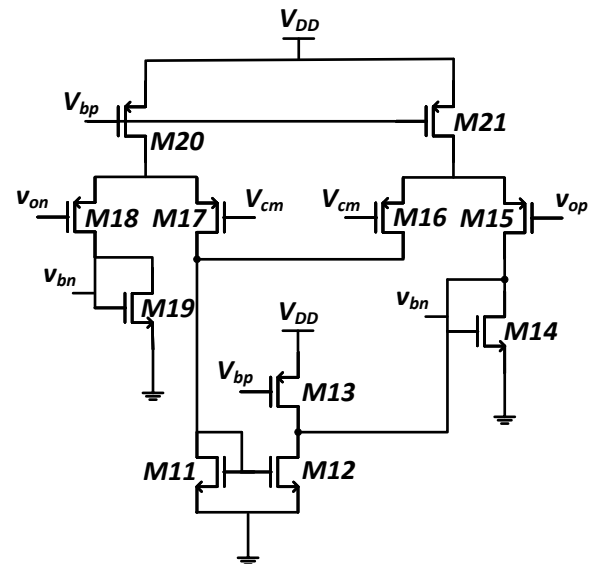 V_DD
V_bp
M20
M21
v_on
M18
M17
V_cm
V_cm
M16
M15
v_op
v_bn
M19
V_DD
v_bn
M14
V_bp
M13
M11
M12